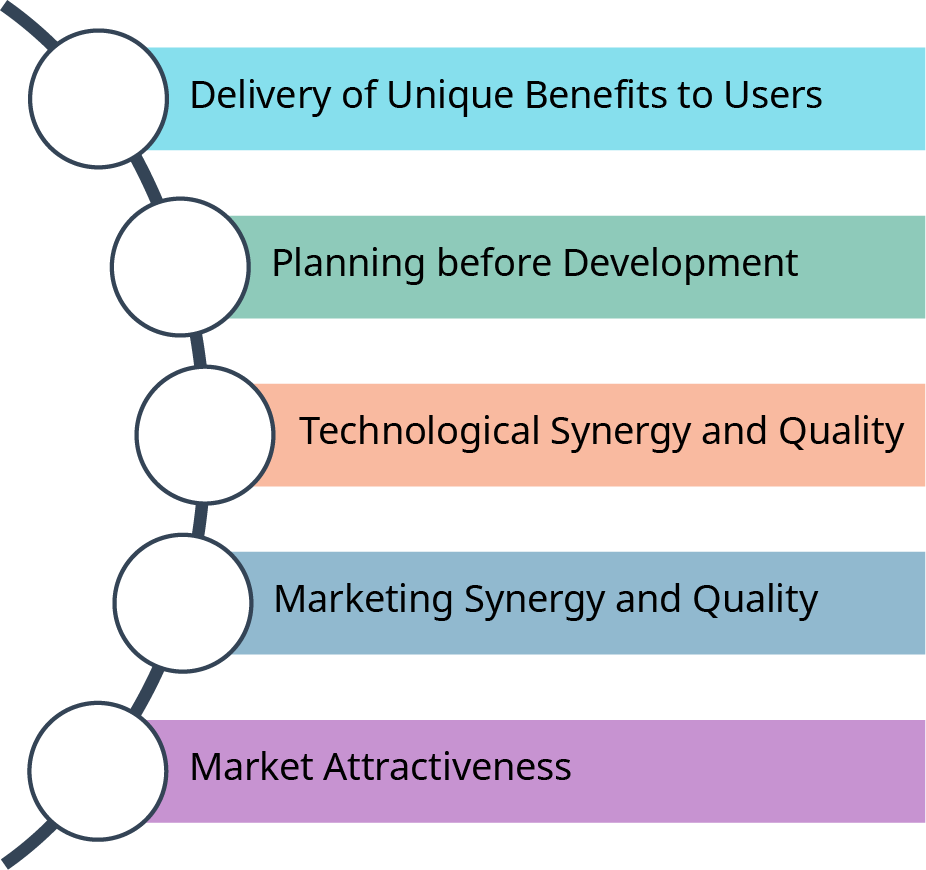 Delivery of Unique Benefits to Users
Planning before Development
Technological Synergy and Quality
Marketing Synergy and Quality
Market Attractiveness